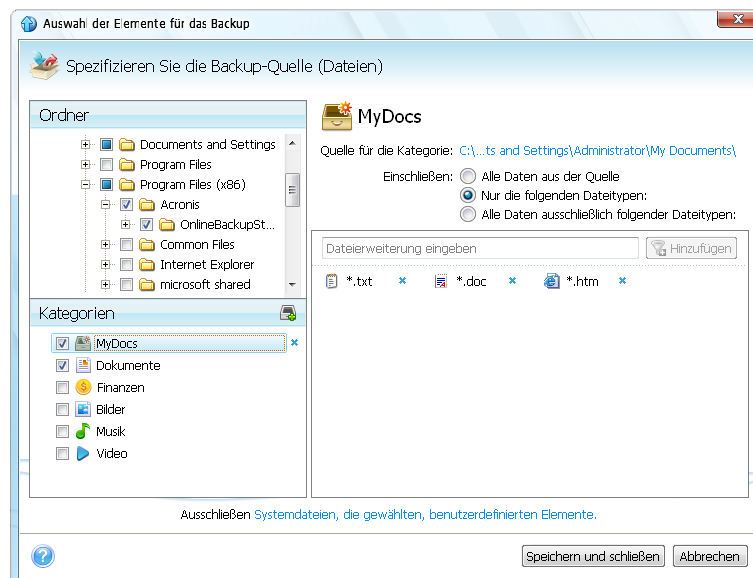 Auswahl der Elemente für das Backup
Spezifizieren Sie die Backup-Quelle (Dateien)
Ordner
Documents and Settings
Program Files
Program Files (x86)
Acronis
OnlineBackupSt...
Common Files
Internet Explorer
microsoft shared
Kategorien
MyDocs
Dokumente
Finanzen
Bilder
Musik
Video
MyDocs
Quelle für die Kategorie: C:\...ts and Settings\Administrator\My Documents\
Einschließen: Alle Daten aus der Quelle
Nur die folgenden Dateitypen:
Alle Daten ausschließlich folgender Dateitypen:
Dateierweiterung eingeben Hinzufügen
*.txt *.doc *.htm
Ausschließen Systemdateien, die gewählten, benutzerdefinierten Elemente.
Speichern und schließen Abbrechen